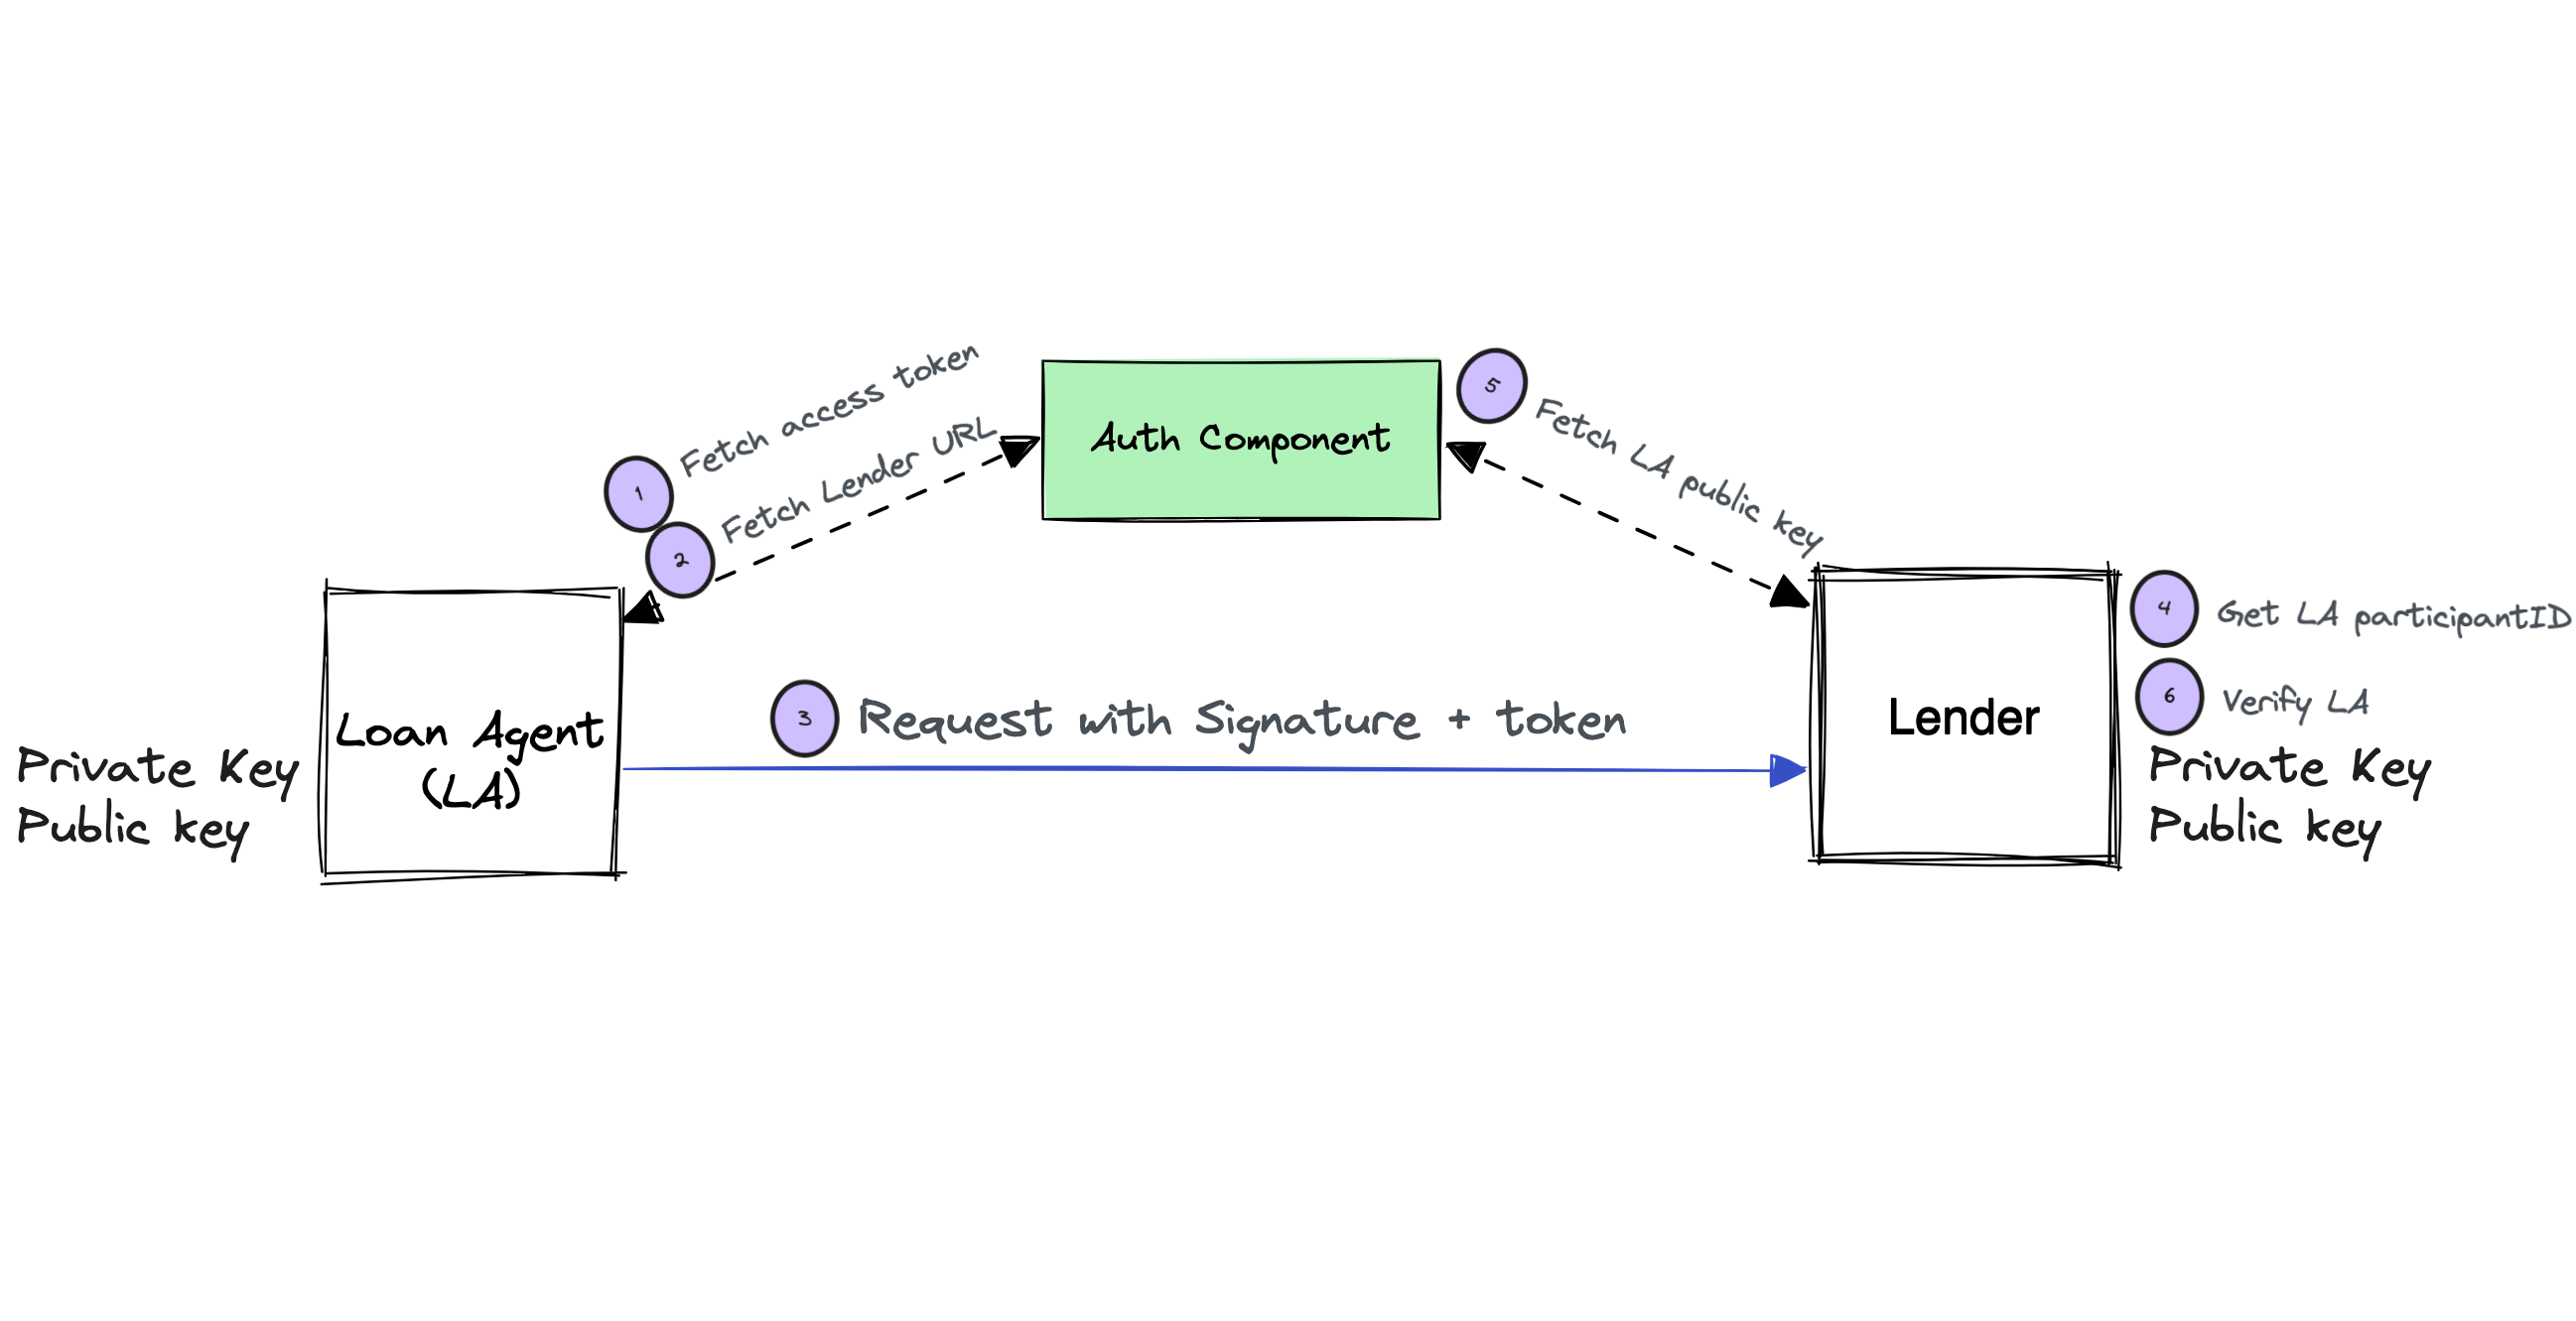 1
Fetch access token
2
Fetch Lender URL
Auth Component
5
Fetch LA public key
Loan Agent
(LA)
Private Key
Public key
3
Request with Signature + token
Lender
4
Get LA participantID
6
Verify LA
Private Key
Public key